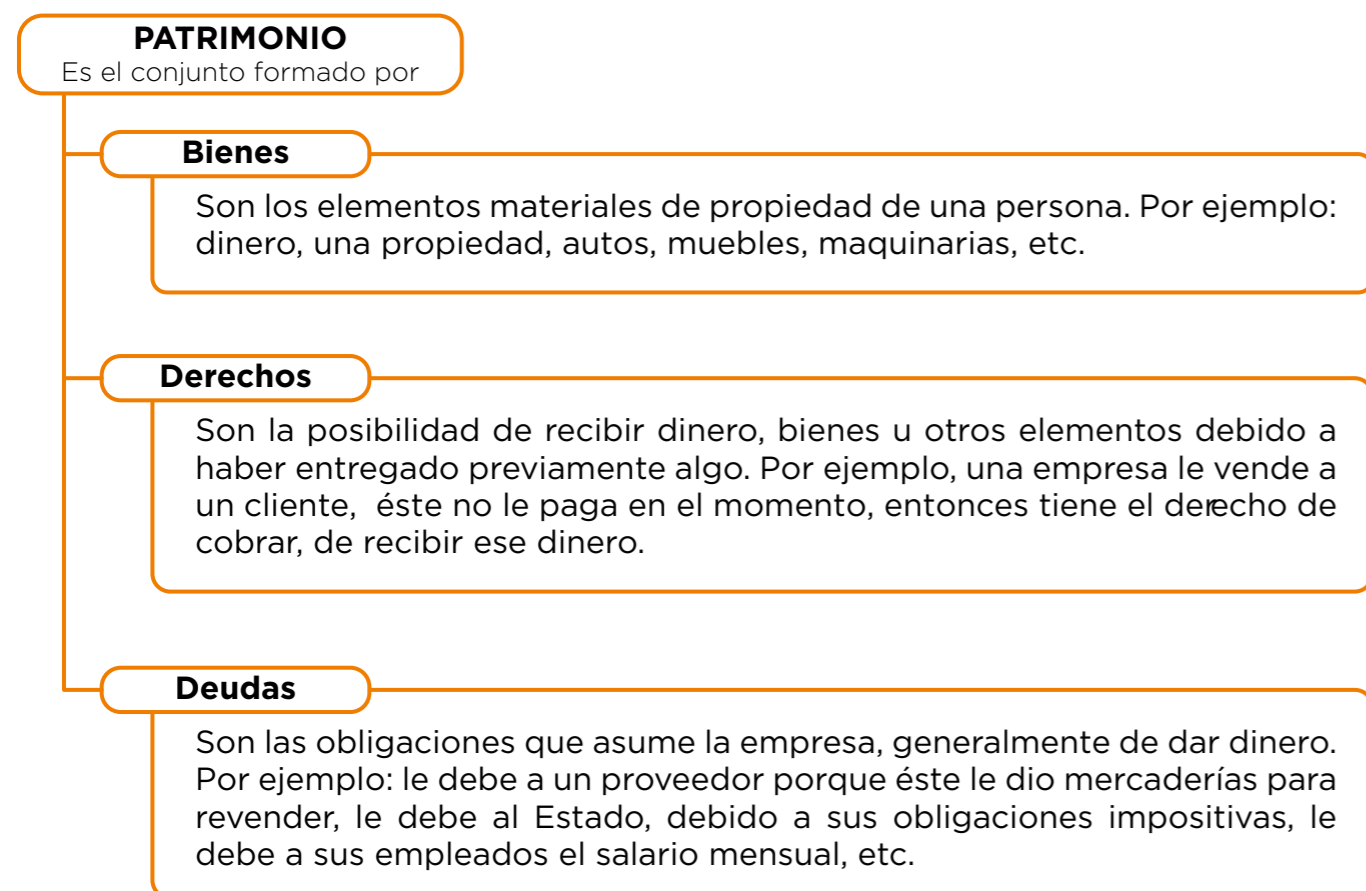 PATRIMONIO
Es el conjunto formado por
Bienes
Son los elementos materiales de propiedad de una persona. Por ejemplo:
dinero, una propiedad, autos, muebles, maquinarias, etc.
Derechos
Son la posibilidad de recibir dinero, bienes u otros elementos debido a
haber entregado previamente algo. Por ejemplo, una empresa le vende a
un cliente, éste no le paga en el momento, entonces tiene el derecho de
cobrar, de recibir ese dinero.
Deudas
Son las obligaciones que asume la empresa, generalmente de dar dinero.
Por ejemplo: le debe a un proveedor porque éste le dio mercaderías para
revender, le debe al Estado, debido a sus obligaciones impositivas, le
debe a sus empleados el salario mensual, etc.